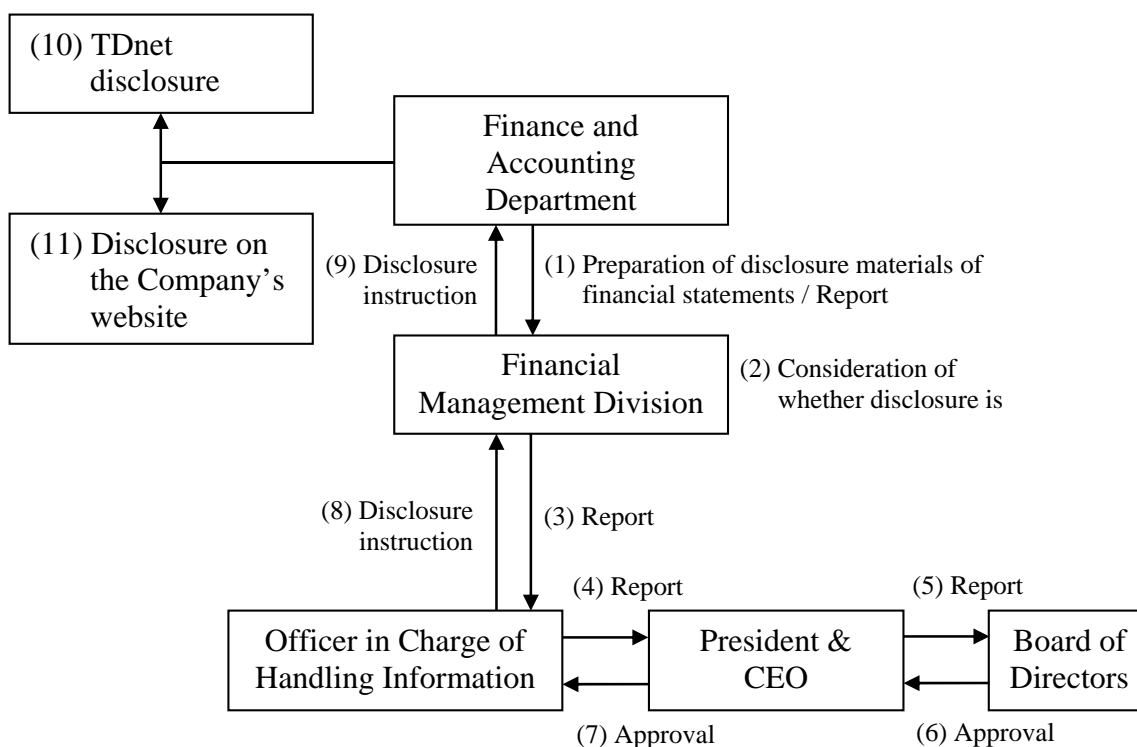 (10) TDnet
disclosure
Finance and
Accounting
Department
(11) Disclosure on
the Company's
website
(9) Disclosure
instruction
(1) Preparation of disclosure materials of
financial statements / Report
Financial
Management Division
(2) Consideration of
whether disclosure is
(8) Disclosure
instruction
(3) Report
(4) Report
(5) Report
Officer in Charge of
Handling Information
President &
CEO
Board of
Directors
(7) Approval
(6) Approval